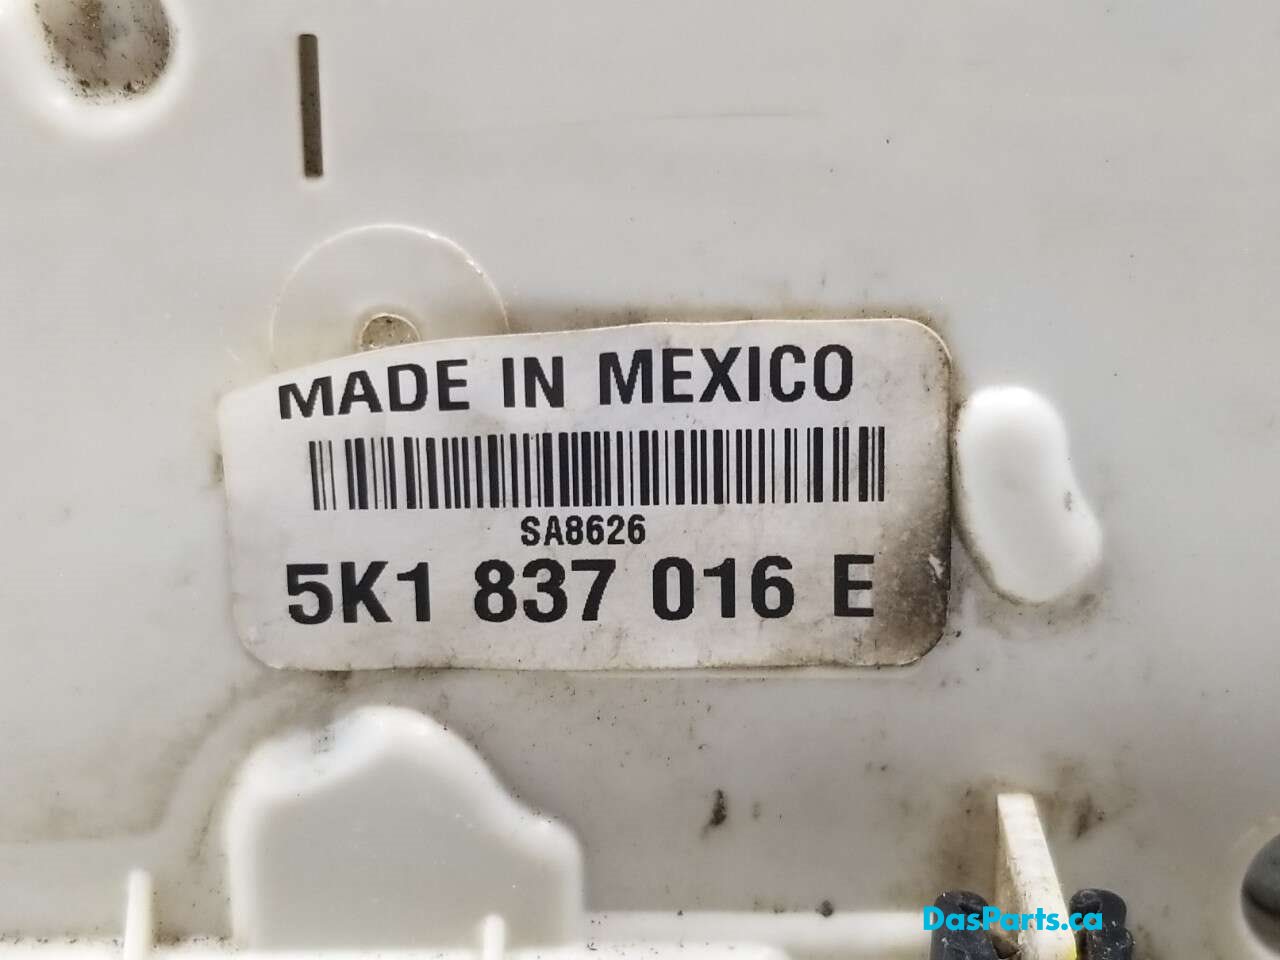 MADE IN MEXICO
SA8626
5K1 837 016 E
DasParts.ca